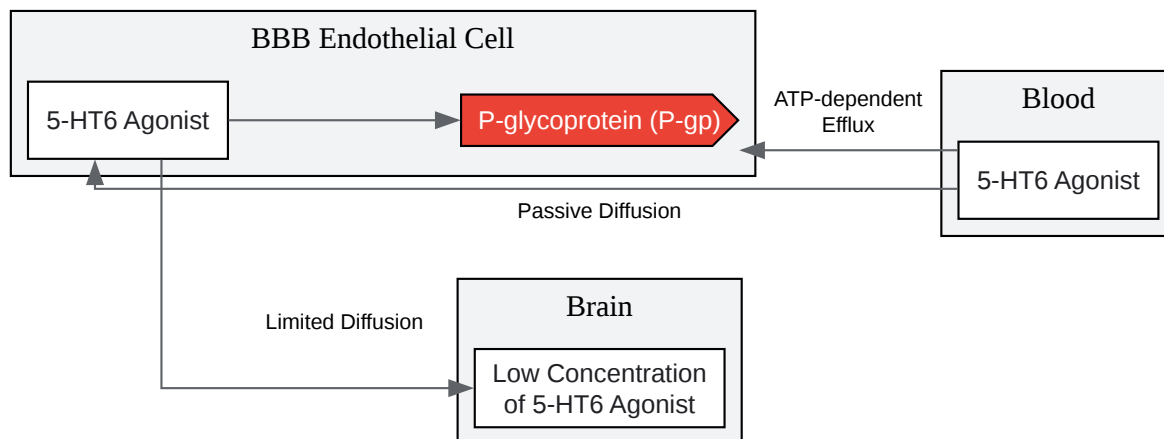 BBB Endothelial Cell
5-HT6 Agonist
P-glycoprotein (P-gp)
ATP-dependent
Efflux
Blood
5-HT6 Agonist
Passive Diffusion
Limited Diffusion
Brain
Low Concentration
of 5-HT6 Agonist